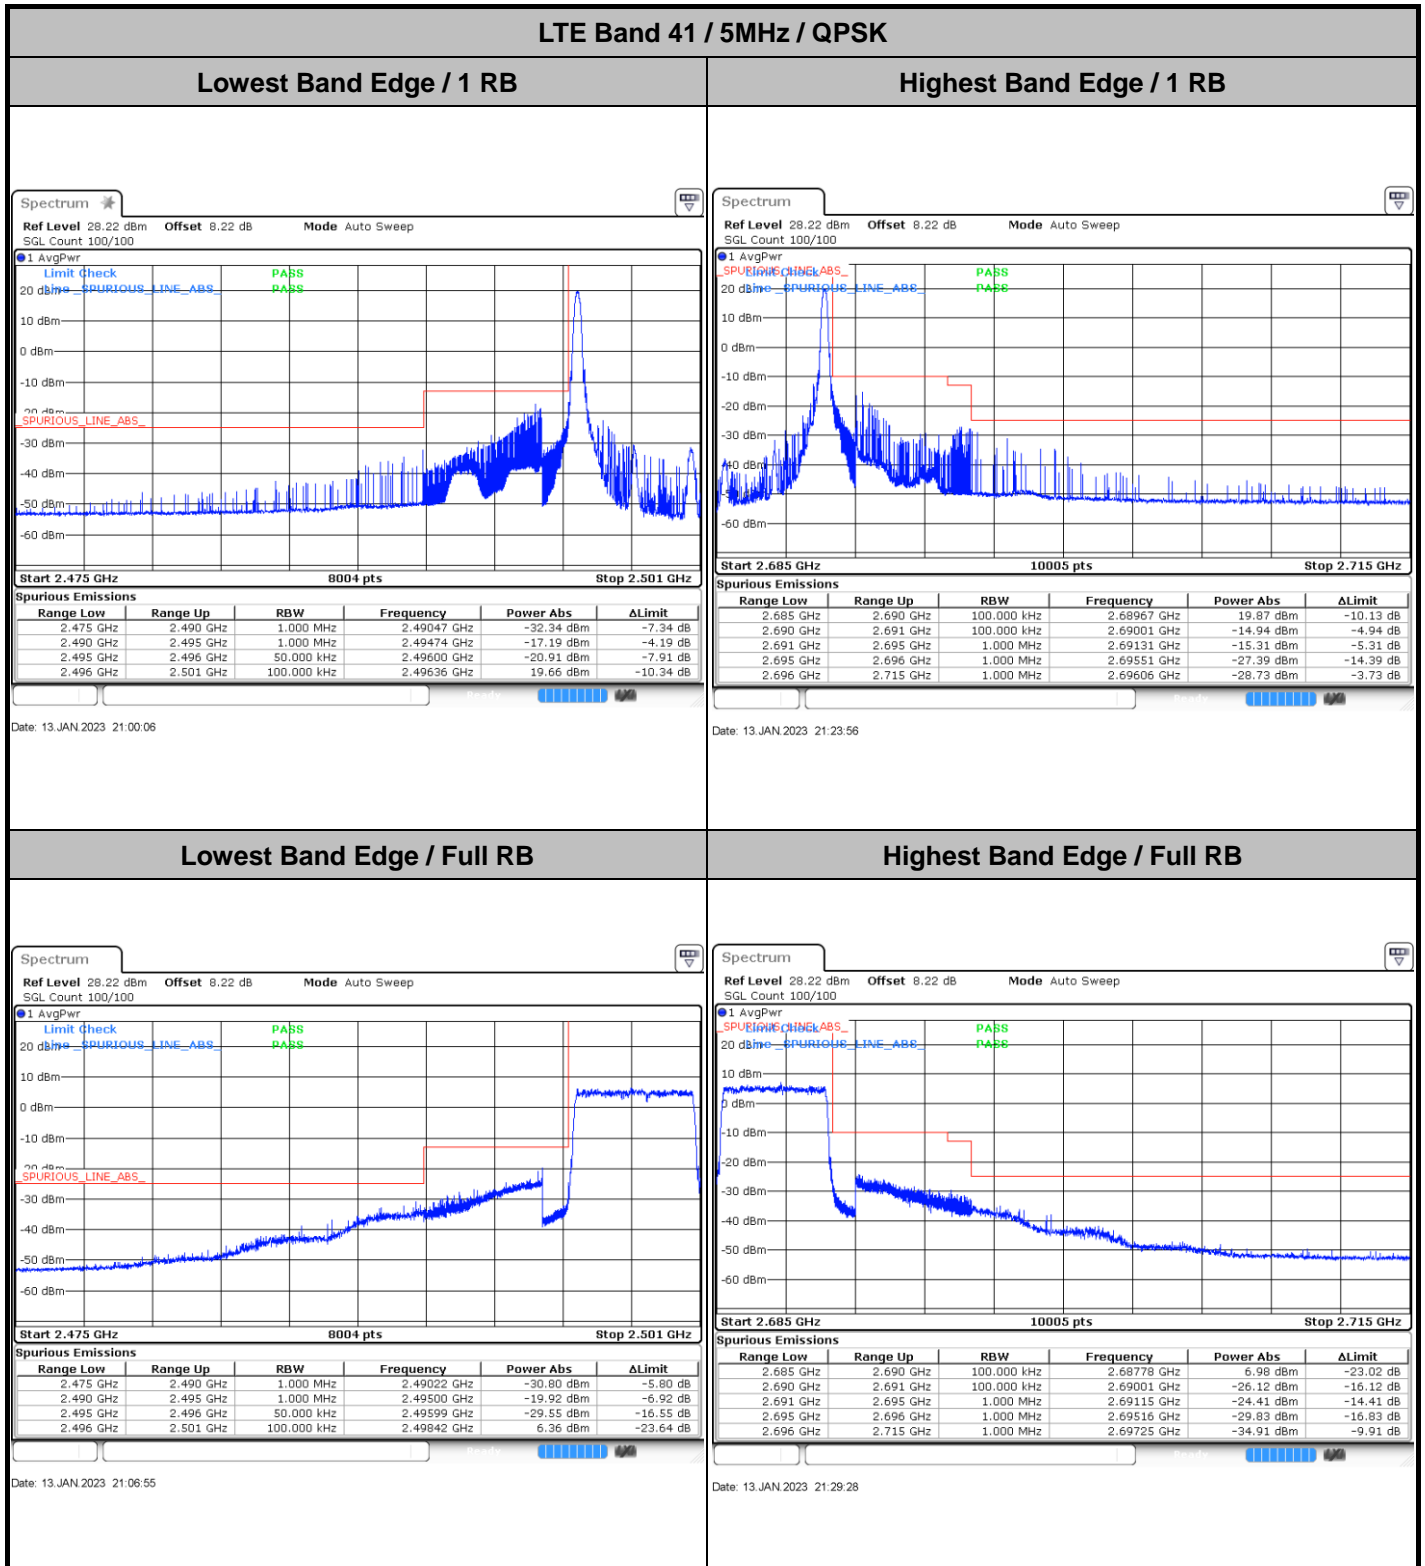 LTE Band 41 / 5MHz / QPSK
Lowest Band Edge / 1 RB
Highest Band Edge / 1 RB
Spectrum
Ref Level 28.22 dBm Offset 8.22 dB Mode Auto Sweep
SGL Count 100/100
1 AvgPwr
Limit Check PASS
Line _SPURIOUS_LINE_ABS_ PASS
20 dBm
10 dBm
0 dBm
-10 dBm
-20 dBm
_SPURIOUS_LINE_ABS_
-30 dBm
-40 dBm
-50 dBm
-60 dBm
Start 2.475 GHz 8004 pts Stop 2.501 GHz
Spurious Emissions
Range Low Range Up RBW Frequency Power Abs ΔLimit
2.475 GHz 2.490 GHz 1.000 MHz 2.49047 GHz -32.34 dBm -7.34 dB
2.490 GHz 2.495 GHz 1.000 MHz 2.49474 GHz -17.19 dBm -4.19 dB
2.495 GHz 2.496 GHz 50.000 kHz 2.49600 GHz -20.91 dBm -7.91 dB
2.496 GHz 2.501 GHz 100.000 kHz 2.49636 GHz 19.66 dBm -10.34 dB
Ready
Date: 13.JAN.2023 21:00:06
Spectrum
Ref Level 28.22 dBm Offset 8.22 dB Mode Auto Sweep
SGL Count 100/100
1 AvgPwr
_SPURIOUS_LINE_ABS_
Limit Check PASS
Line _SPURIOUS_LINE_ABS_ PASS
20 dBm
10 dBm
0 dBm
-10 dBm
-20 dBm
-30 dBm
-40 dBm
-50 dBm
-60 dBm
Start 2.685 GHz 10005 pts Stop 2.715 GHz
Spurious Emissions
Range Low Range Up RBW Frequency Power Abs ΔLimit
2.685 GHz 2.690 GHz 100.000 kHz 2.68967 GHz 19.87 dBm -10.13 dB
2.690 GHz 2.691 GHz 100.000 kHz 2.69001 GHz -14.94 dBm -4.94 dB
2.691 GHz 2.695 GHz 1.000 MHz 2.69131 GHz -15.31 dBm -5.31 dB
2.695 GHz 2.696 GHz 1.000 MHz 2.69551 GHz -27.39 dBm -14.39 dB
2.696 GHz 2.715 GHz 1.000 MHz 2.69606 GHz -28.73 dBm -3.73 dB
Ready
Date: 13.JAN.2023 21:23:56
Lowest Band Edge / Full RB
Highest Band Edge / Full RB
Spectrum
Ref Level 28.22 dBm Offset 8.22 dB Mode Auto Sweep
SGL Count 100/100
1 AvgPwr
Limit Check PASS
Line _SPURIOUS_LINE_ABS_ PASS
20 dBm
10 dBm
0 dBm
-10 dBm
-20 dBm
_SPURIOUS_LINE_ABS_
-30 dBm
-40 dBm
-50 dBm
-60 dBm
Start 2.475 GHz 8004 pts Stop 2.501 GHz
Spurious Emissions
Range Low Range Up RBW Frequency Power Abs ΔLimit
2.475 GHz 2.490 GHz 1.000 MHz 2.49022 GHz -30.80 dBm -5.80 dB
2.490 GHz 2.495 GHz 1.000 MHz 2.49500 GHz -19.92 dBm -6.92 dB
2.495 GHz 2.496 GHz 50.000 kHz 2.49599 GHz -29.55 dBm -16.55 dB
2.496 GHz 2.501 GHz 100.000 kHz 2.49842 GHz 6.36 dBm -23.64 dB
Ready
Date: 13.JAN.2023 21:06:55
Spectrum
Ref Level 28.22 dBm Offset 8.22 dB Mode Auto Sweep
SGL Count 100/100
1 AvgPwr
_SPURIOUS_LINE_ABS_
Limit Check PASS
Line _SPURIOUS_LINE_ABS_ PASS
20 dBm
10 dBm
0 dBm
-10 dBm
-20 dBm
-30 dBm
-40 dBm
-50 dBm
-60 dBm
Start 2.685 GHz 10005 pts Stop 2.715 GHz
Spurious Emissions
Range Low Range Up RBW Frequency Power Abs ΔLimit
2.685 GHz 2.690 GHz 100.000 kHz 2.68778 GHz 6.98 dBm -23.02 dB
2.690 GHz 2.691 GHz 100.000 kHz 2.69001 GHz -26.12 dBm -16.12 dB
2.691 GHz 2.695 GHz 1.000 MHz 2.69115 GHz -24.41 dBm -14.41 dB
2.695 GHz 2.696 GHz 1.000 MHz 2.69516 GHz -29.83 dBm -16.83 dB
2.696 GHz 2.715 GHz 1.000 MHz 2.69725 GHz -34.91 dBm -9.91 dB
Ready
Date: 13.JAN.2023 21:29:28